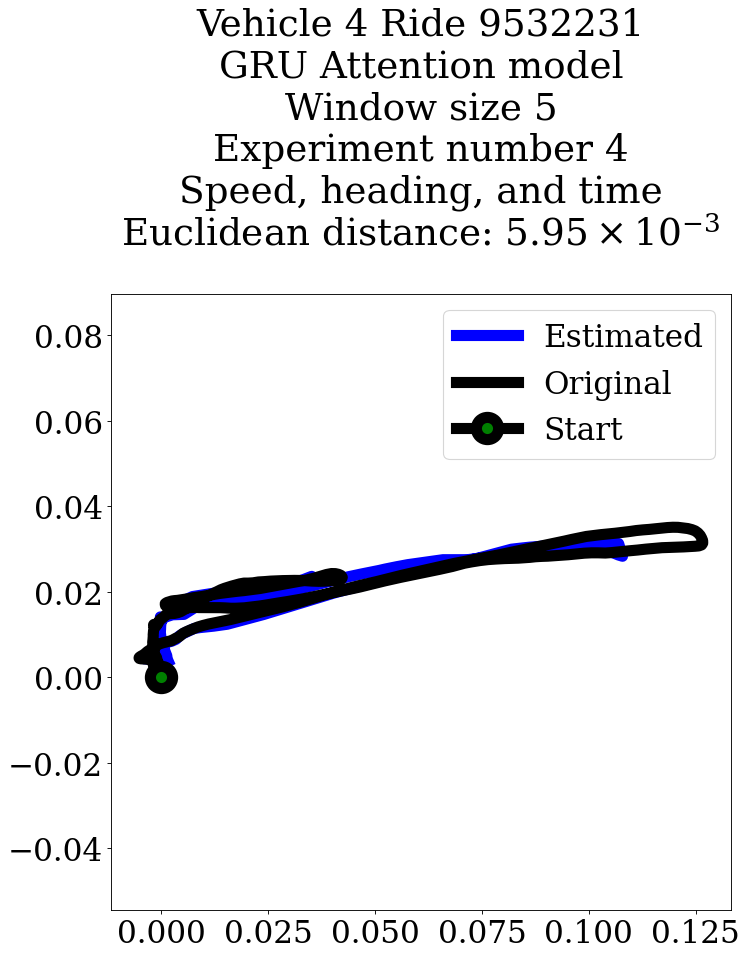 Vehicle 4 Ride 9532231
GRU Attention model
Window size 5
Experiment number 4
Speed, heading, and time
Euclidean distance: 5.95 × 10⁻³
Estimated
Original
Start
0.08
0.06
0.04
0.02
0.00
−0.02
−0.04
0.000 0.025 0.050 0.075 0.100 0.125